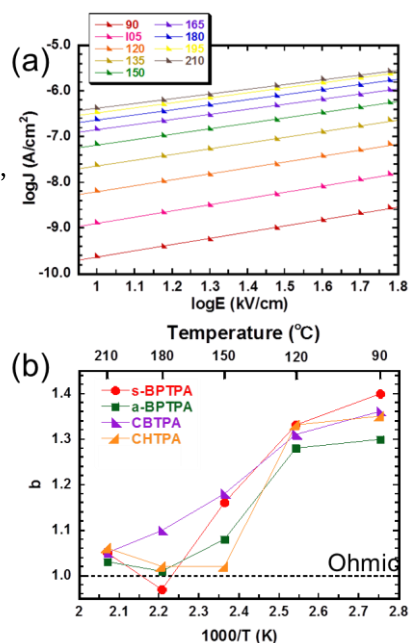 (a)
90 165
I05 180
120 195
135 210
150
-5.0
-6.0
-7.0
-8.0
-9.0
-10.0
logJ (A/cm²)
,
1 1.1 1.2 1.3 1.4 1.5 1.6 1.7 1.8
logE (kV/cm)
Temperature (°C)
(b)
210 180 150 120 90
s-BPTPA
a-BPTPA
CBTPA
CHTPA
1.4
1.3
1.2
1.1
1.0
b
Ohmic
2 2.1 2.2 2.3 2.4 2.5 2.6 2.7 2.8
1000/T (K)